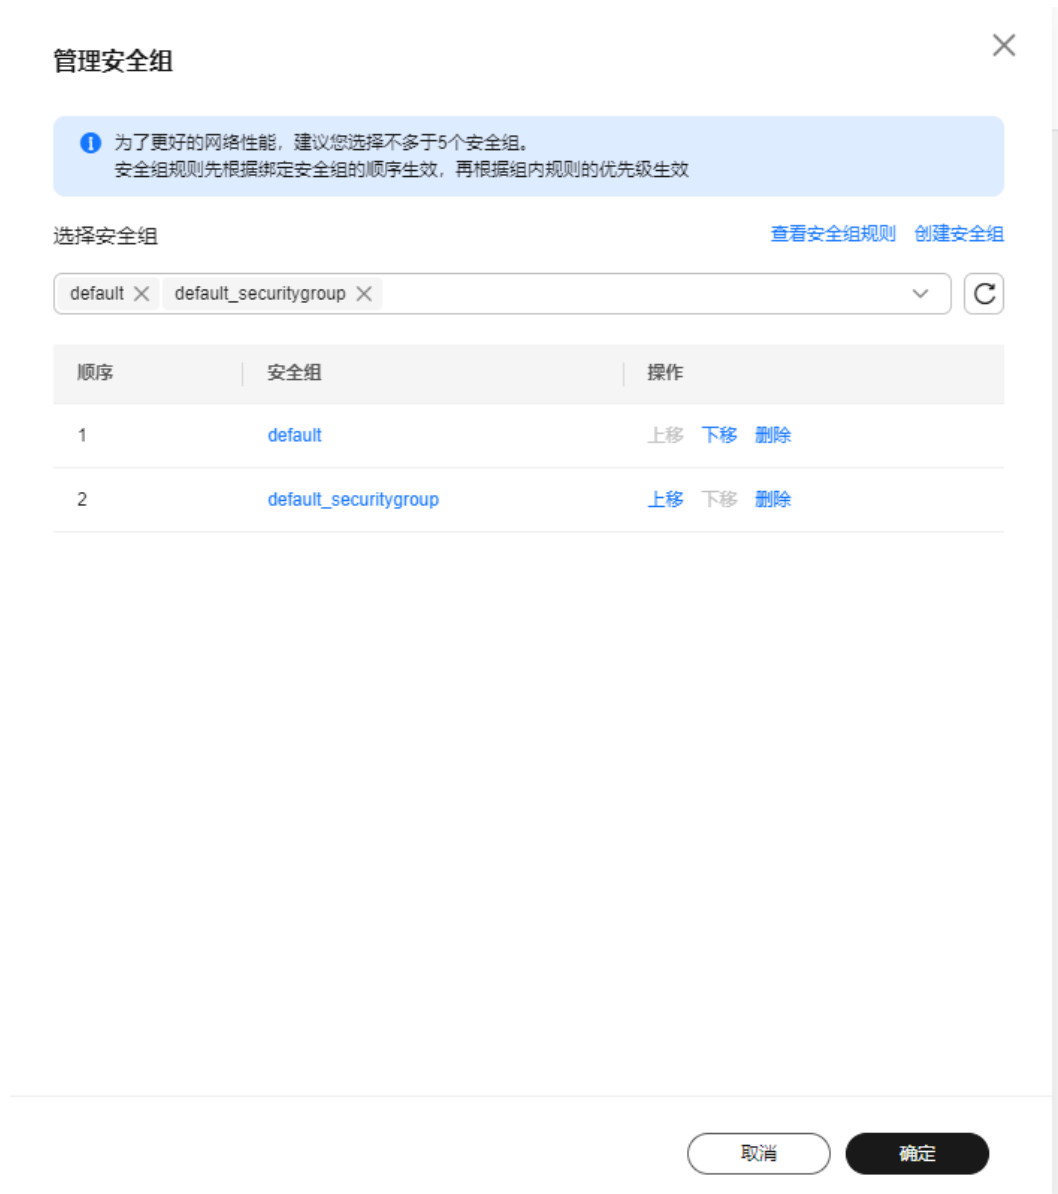 管理安全组
为了更好的网络性能，建议您选择不多于5个安全组。
安全组规则先根据绑定安全组的顺序生效，再根据组内规则的优先级生效
选择安全组 查看安全组规则 创建安全组
default default_securitygroup
顺序 安全组 操作
1 default 上移 下移 删除
2 default_securitygroup 上移 下移 删除
取消 确定